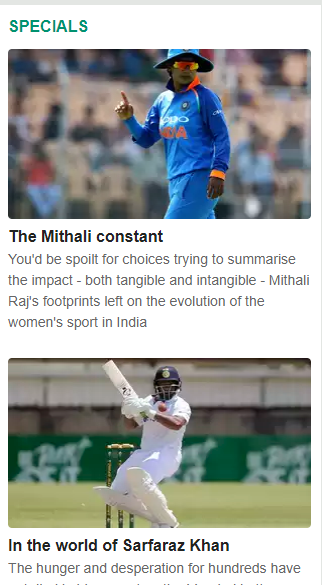 SPECIALS
oppo
INDIA
The Mithali constant
You'd be spoilt for choices trying to summarise
the impact - both tangible and intangible - Mithali
Raj's footprints left on the evolution of the
women's sport in India
In the world of Sarfaraz Khan
The hunger and desperation for hundreds have